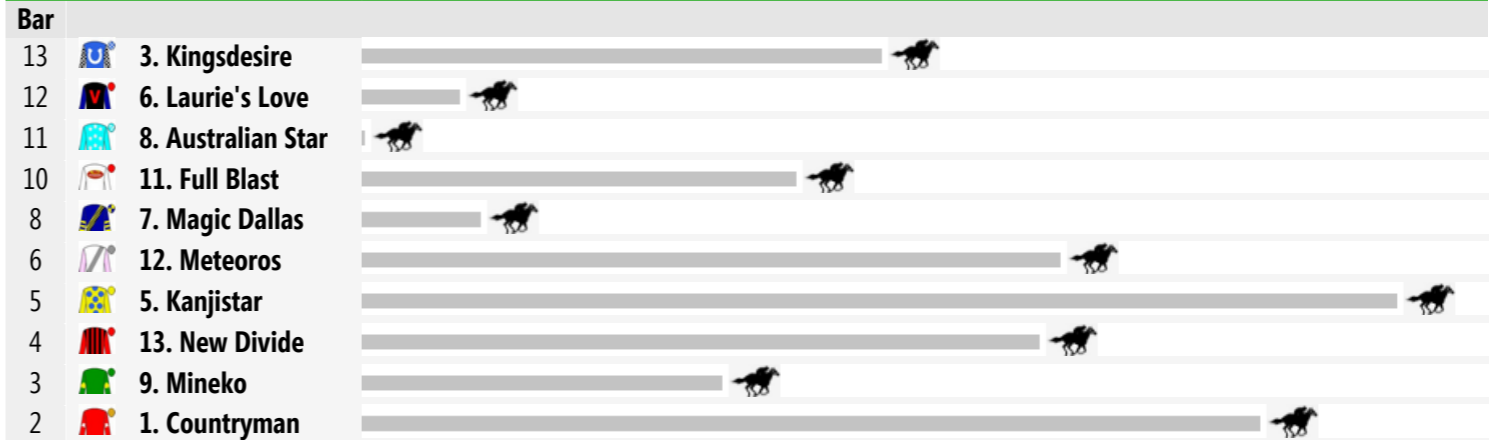 Bar
13 3. Kingsdesire
12 V 6. Laurie's Love
11 8. Australian Star
10 11. Full Blast
8 7. Magic Dallas
6 12. Meteoros
5 5. Kanjistar
4 13. New Divide
3 9. Mineko
2 1. Countryman